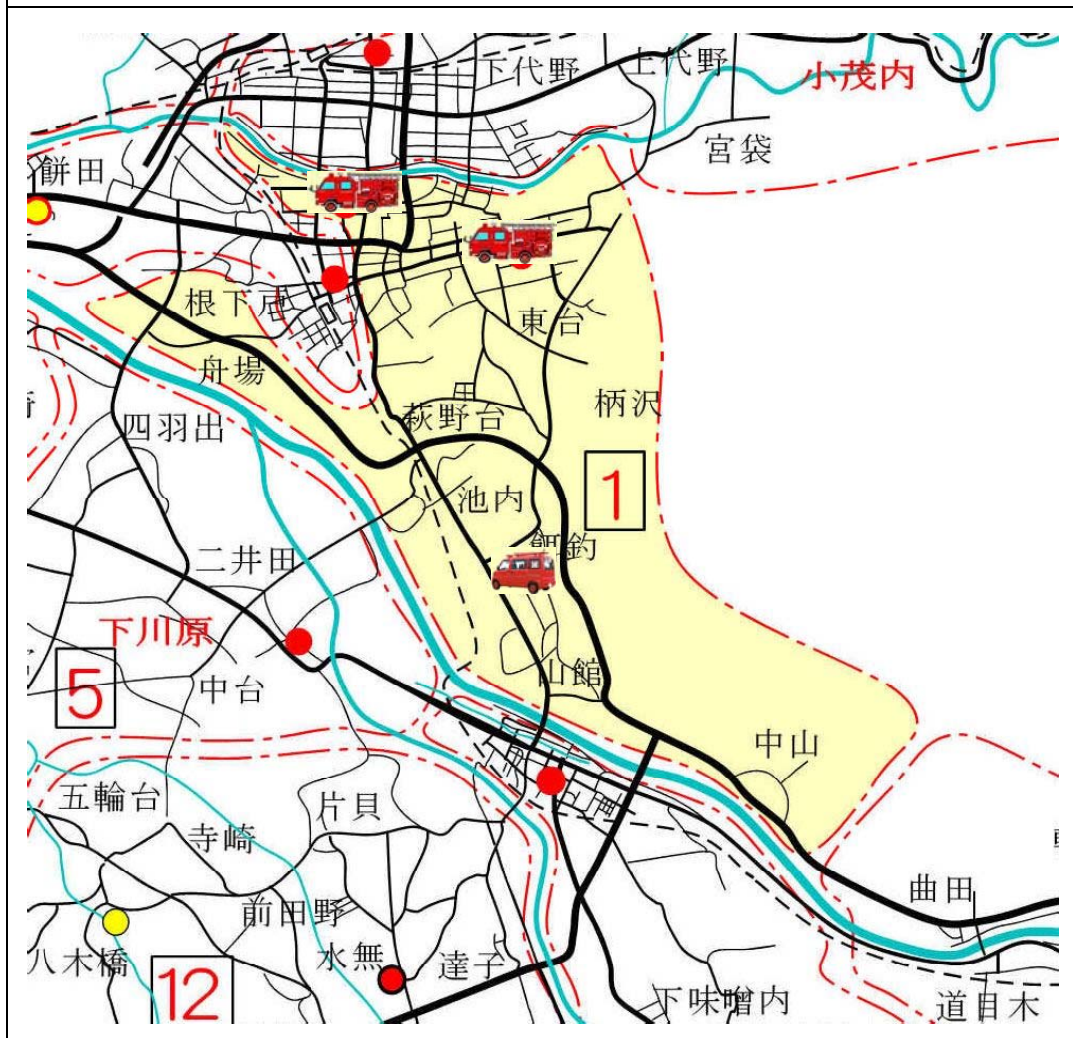 下代野
上代野
小茂内
宮袋
餅田
根下戸
東台
舟場
柄沢
萩野台
四羽出
1
池内
餌釣
二井田
下川原
山館
5
中台
中山
五輪台
片貝
寺崎
曲田
前田野
八木橋
水無
達子
12
下味噌内
道目木